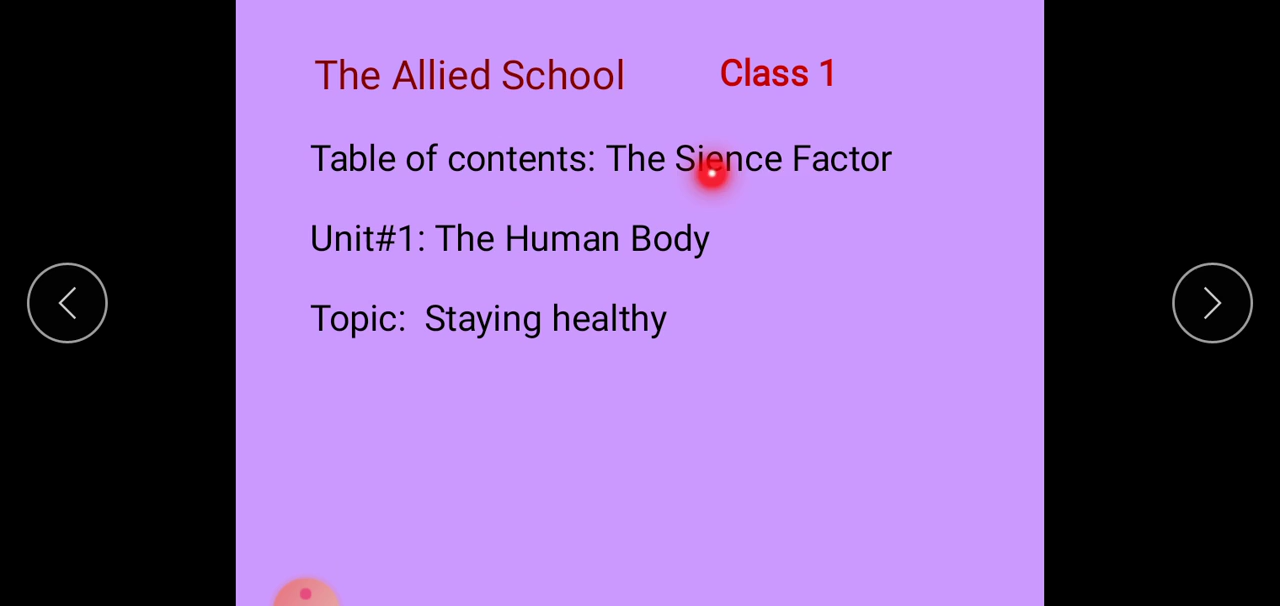 The Allied School Class 1
Table of contents: The Sience Factor
Unit#1: The Human Body
Topic: Staying healthy